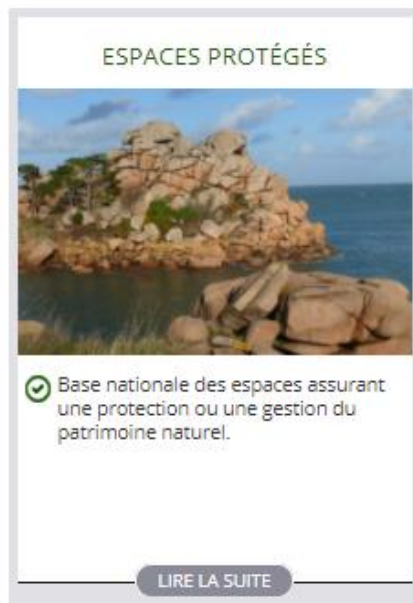 ESPACES PROTÉGÉS
Base nationale des espaces assurant
une protection ou une gestion du
patrimoine naturel.
LIRE LA SUITE